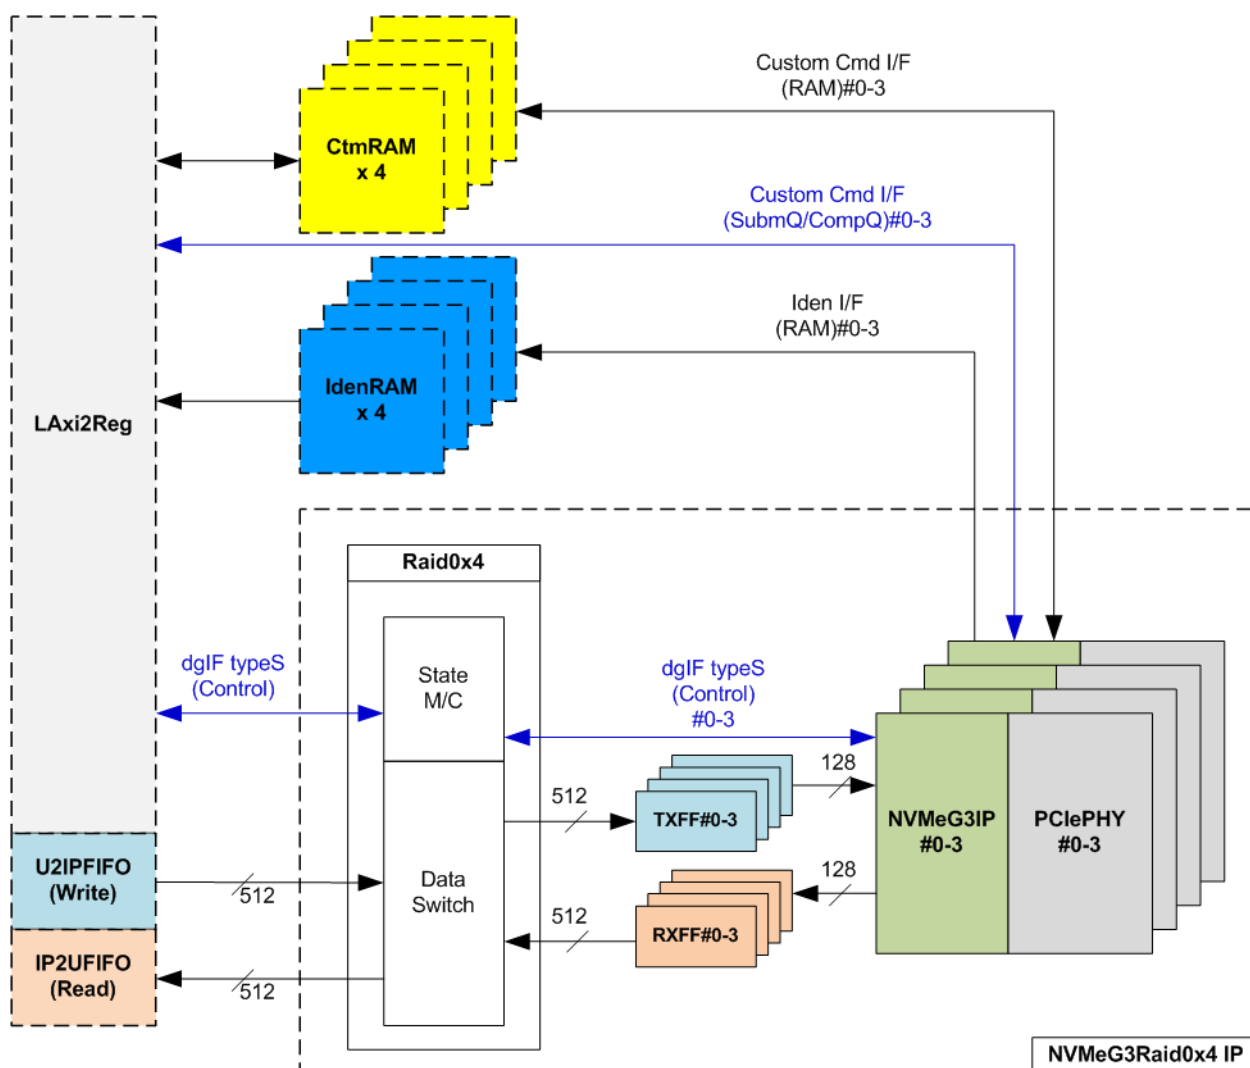 Custom Cmd I/F
(RAM)#0-3
CtmRAM
x 4
Custom Cmd I/F
(SubmQ/CompQ)#0-3
Iden I/F
(RAM)#0-3
IdenRAM
x 4
LAxi2Reg
Raid0x4
State
M/C
dgIF typeS
(Control)
dgIF typeS
(Control)
#0-3
512
TXFF#0-3
128
NVMeG3IP
#0-3
PCIePHY
#0-3
U2IPFIFO
(Write)
512
Data
Switch
512
RXFF#0-3
128
IP2UFIFO
(Read)
512
NVMeG3Raid0x4 IP